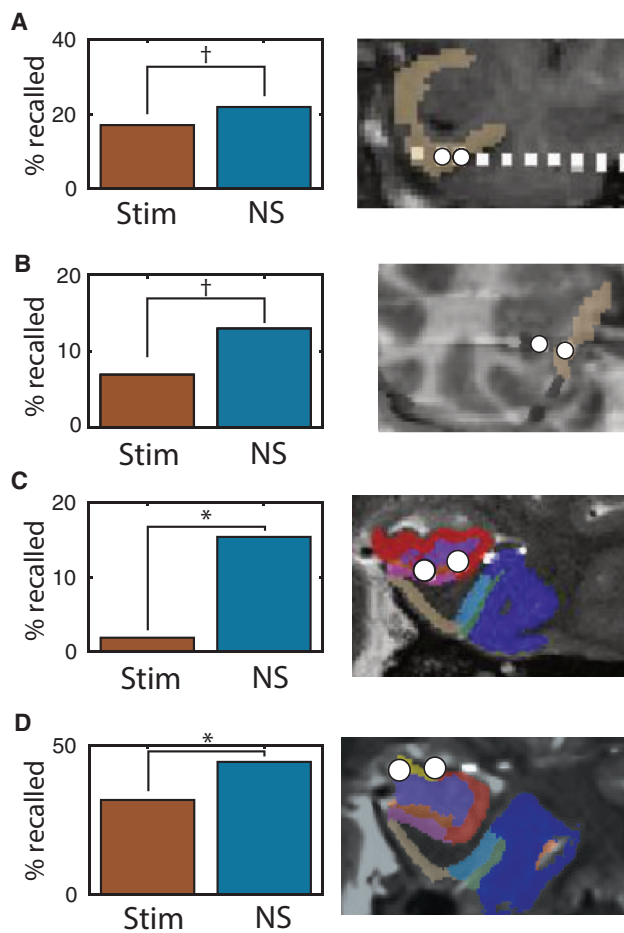 A
40
†
% recalled
20
0
Stim
NS
B
20
†
% recalled
10
0
Stim
NS
C
20
*
% recalled
10
0
Stim
NS
D
50
*
% recalled
0
Stim
NS